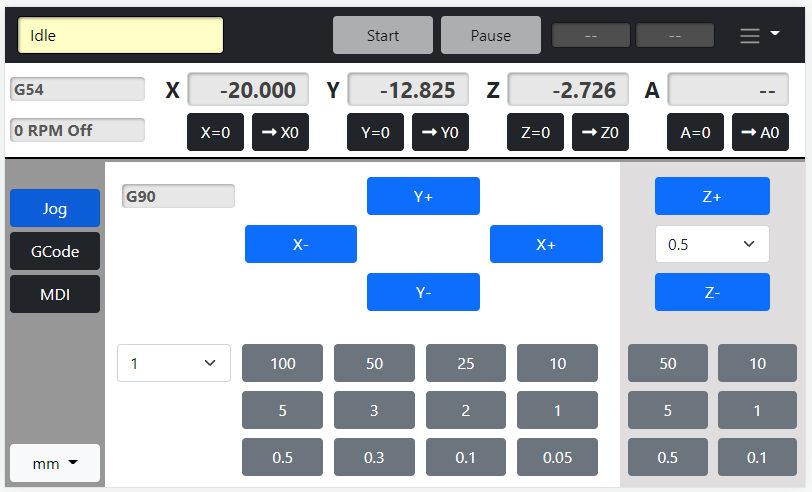 Idle Start Pause -- --
G54 X -20.000 Y -12.825 Z -2.726 A --
0 RPM Off X=0 ➞ X0 Y=0 ➞ Y0 Z=0 ➞ Z0 A=0 ➞ A0
Jog
GCode
MDI
mm
G90 Y+
X- X+
Y-
Z+
0.5
Z-
1 100 50 25 10
5 3 2 1
0.5 0.3 0.1 0.05
50 10
5 1
0.5 0.1